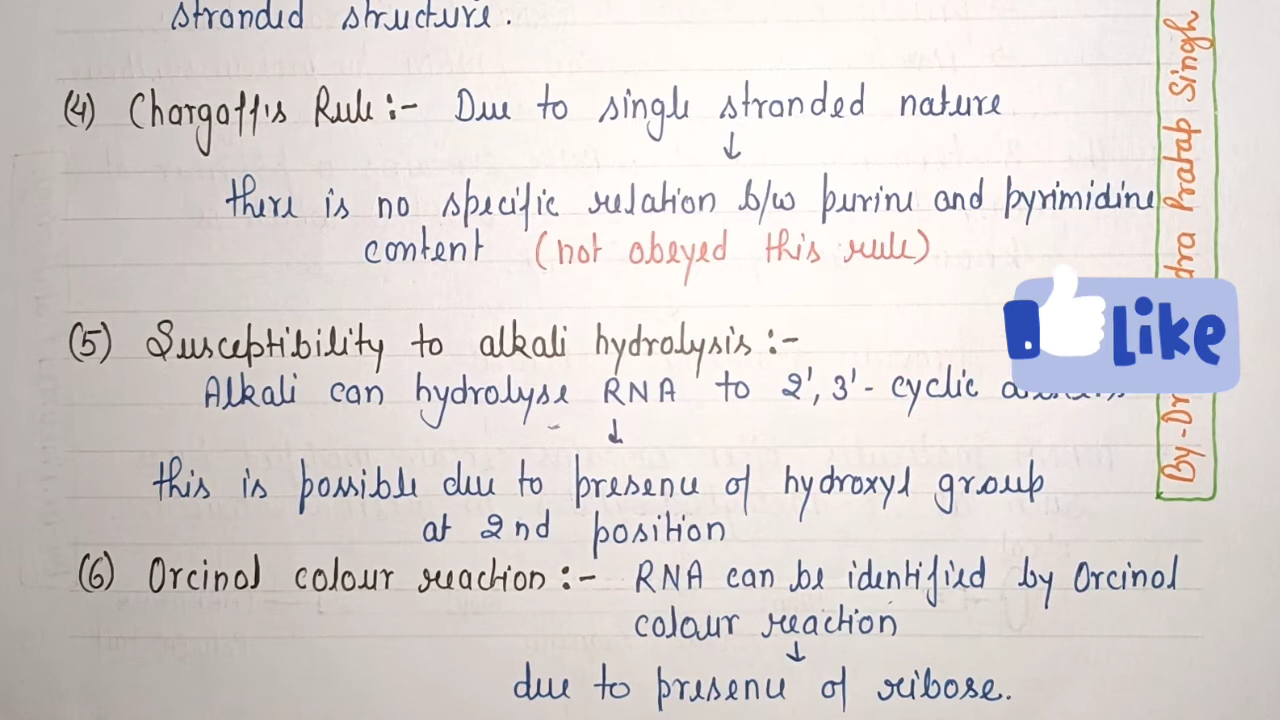 stranded structure.
(4) Chargaff's Rule :- Due to single stranded nature
↓
there is no specific relation b/w purine and pyrimidine
content (not obeyed this rule)
(5) Susceptibility to alkali hydrolysis :-
Alkali can hydrolyse RNA to 2', 3'- cyclic
↓
this is possible due to presence of hydroxyl group
at 2nd position
(6) Orcinol colour reaction :- RNA can be identified by Orcinol
colour reaction
↓
due to presence of ribose.
By-Dr dra Pratap Singh
Like